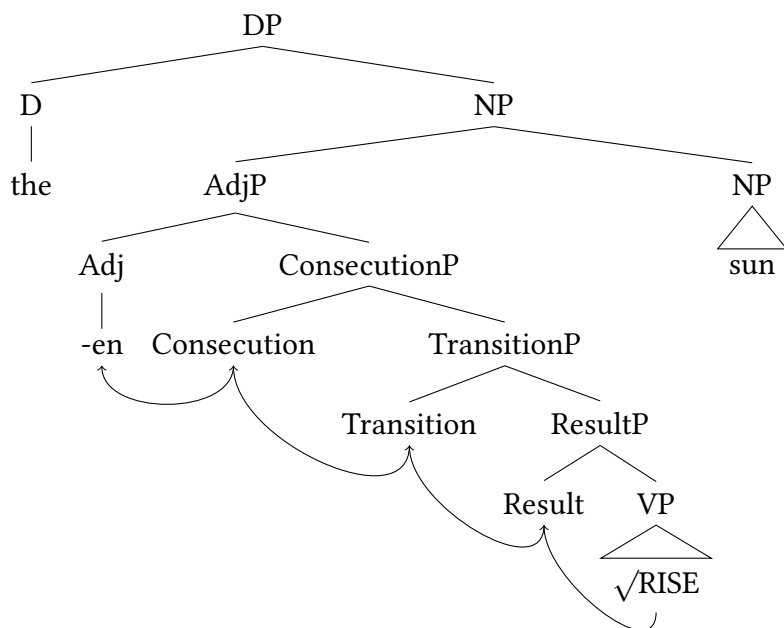 DP
D NP
the AdjP NP
Adj ConsecutionP sun
-en Consecution TransitionP
Transition ResultP
Result VP
√RISE